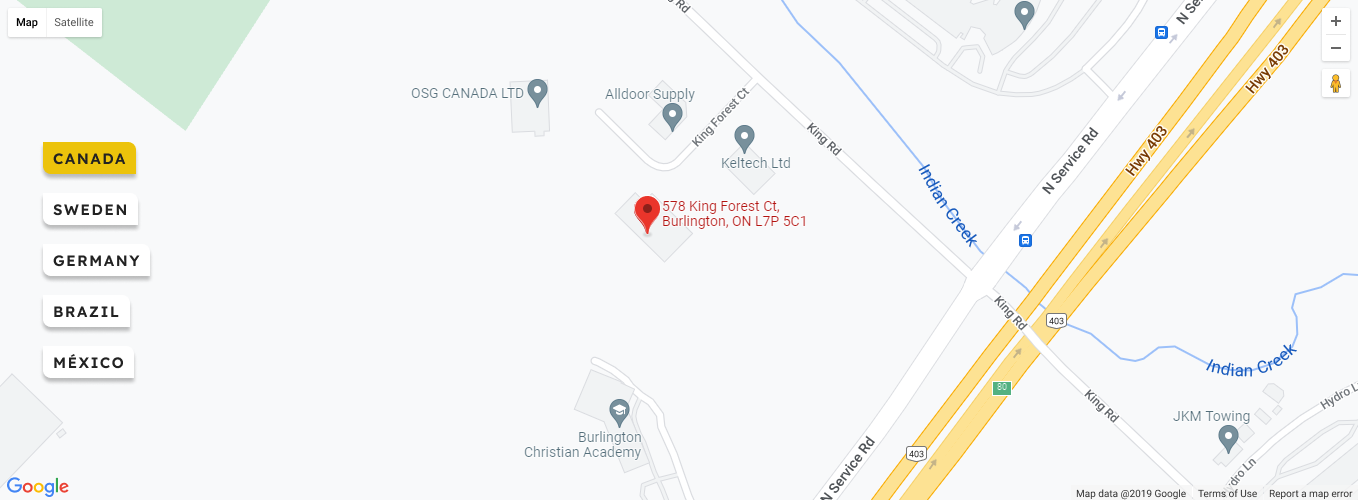 Map
Satellite
rd
N Se
Hwy 403
OSG CANADA LTD
Alldoor Supply
King Forest Ct
King Rd
N Service Rd
Hwy 403
CANADA
Keltech Ltd
Indian Creek
SWEDEN
578 King Forest Ct,
Burlington, ON L7P 5C1
GERMANY
BRAZIL
King Rd
403
MÉXICO
Indian Creek
80
King Rd
Hydro L
JKM Towing
Burlington
Christian Academy
403
N Service Rd
ydro Ln
Google
Map data @2019 Google
Terms of Use
Report a map error